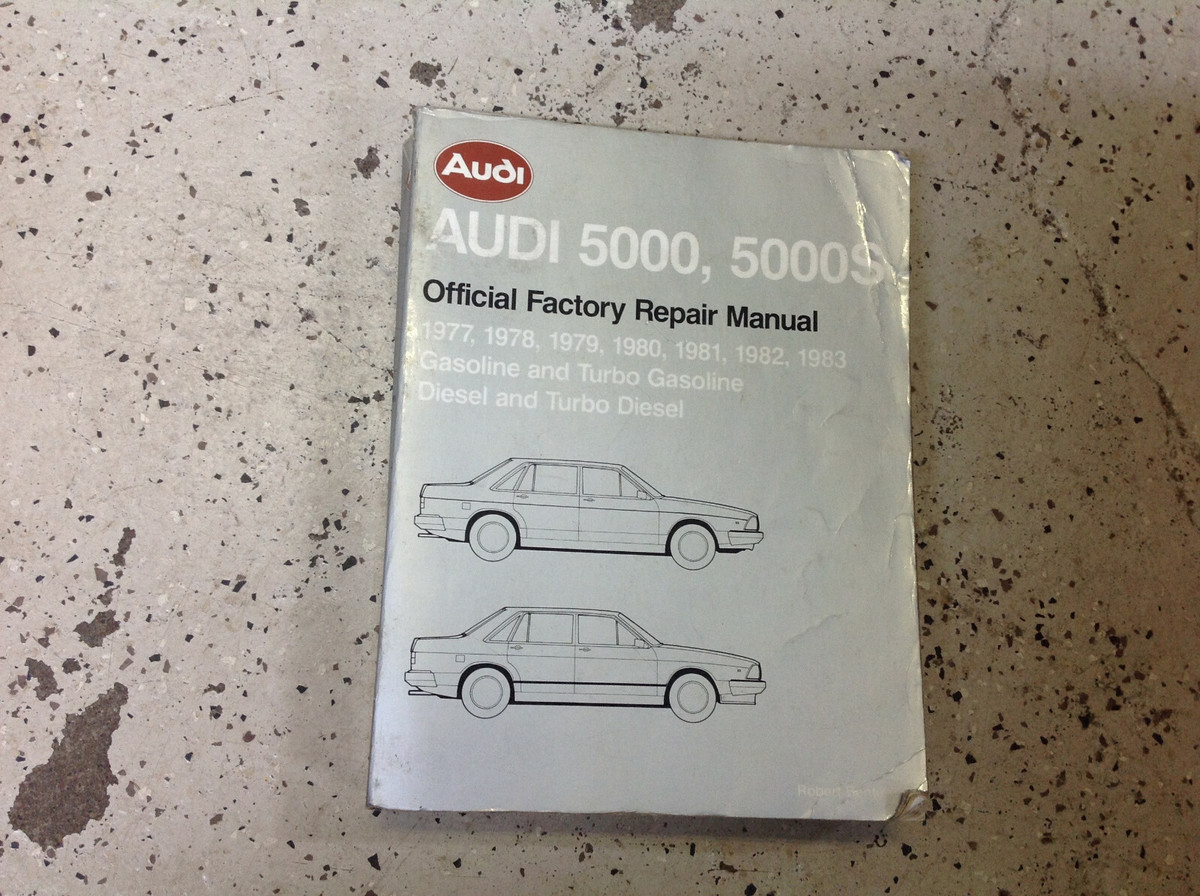 Audi
AUDI 5000, 5000S
Official Factory Repair Manual
1977, 1978, 1979, 1980, 1981, 1982, 1983
Gasoline and Turbo Gasoline
Diesel and Turbo Diesel
Robert